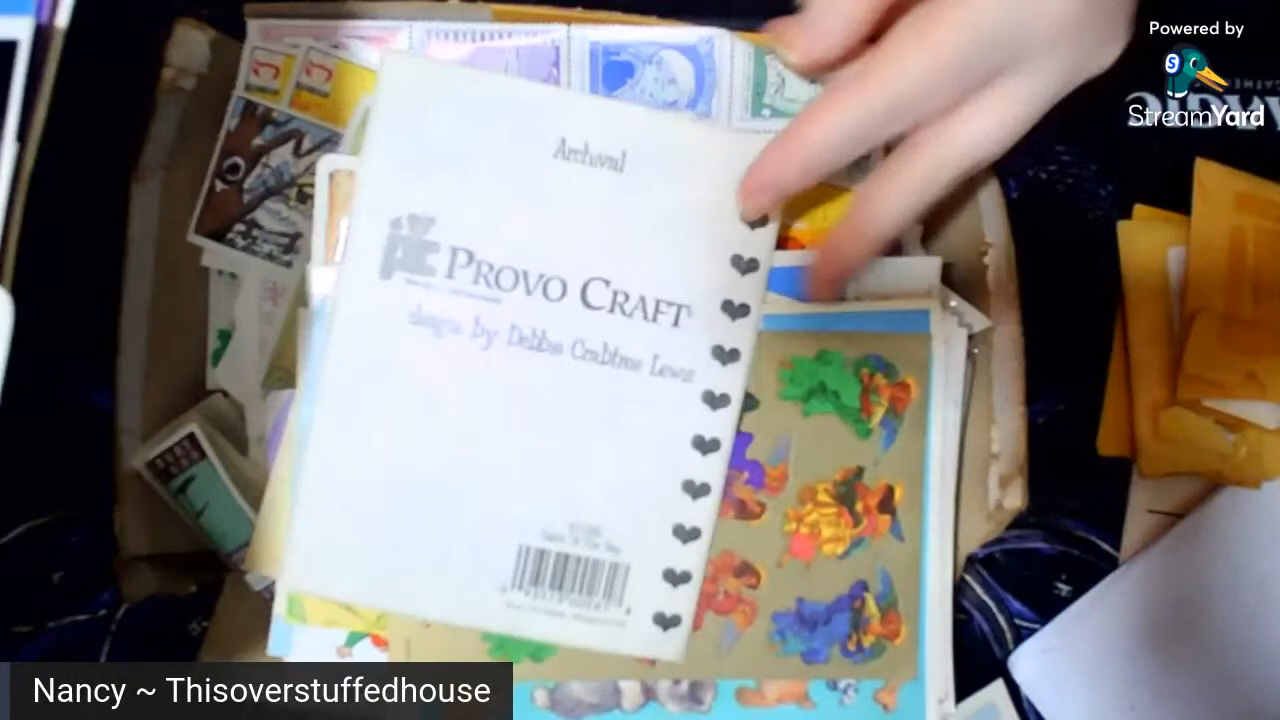 Powered by
StreamYard
Archival
PROVO CRAFT
design by Debbie Crabtree Lewis
Nancy ~ Thisoverstuffedhouse